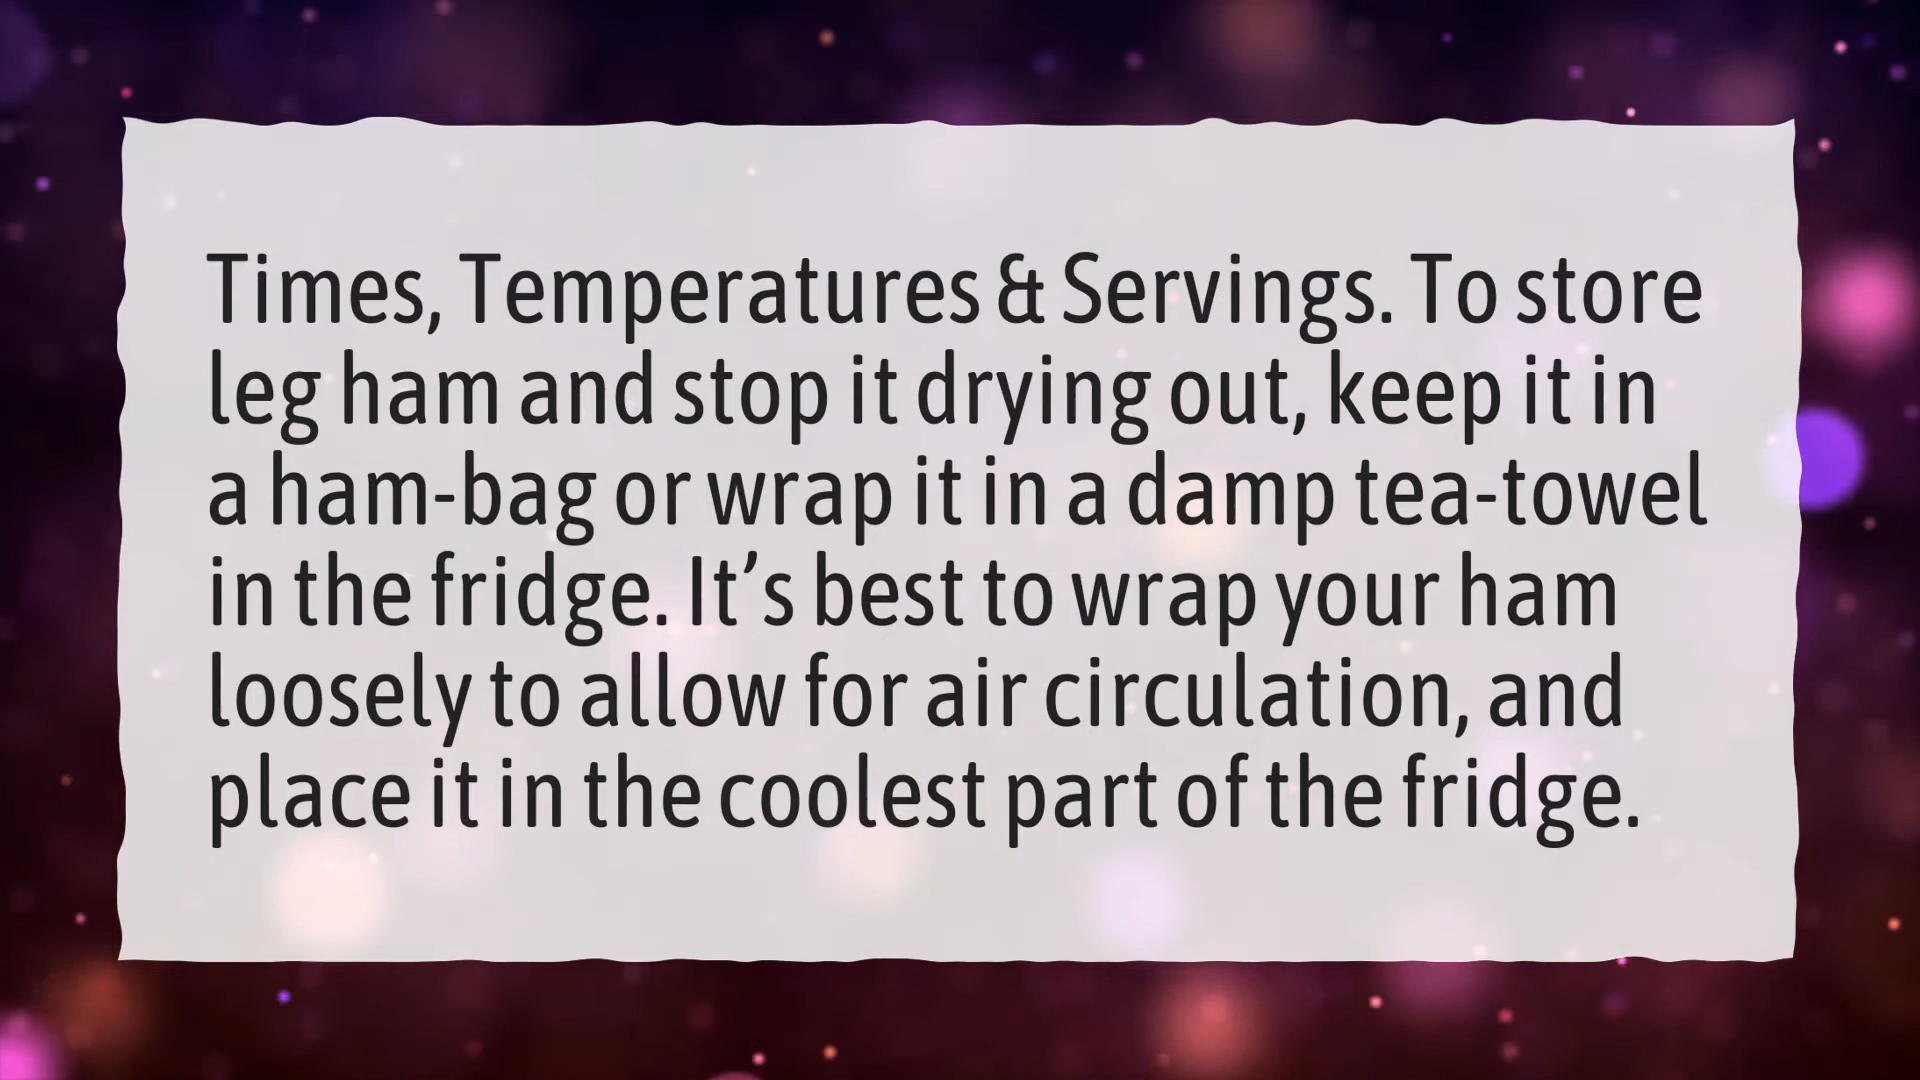 Times, Temperatures & Servings. To store
leg ham and stop it drying out, keep it in
a ham-bag or wrap it in a damp tea-towel
in the fridge. It’s best to wrap your ham
loosely to allow for air circulation, and
place it in the coolest part of the fridge.